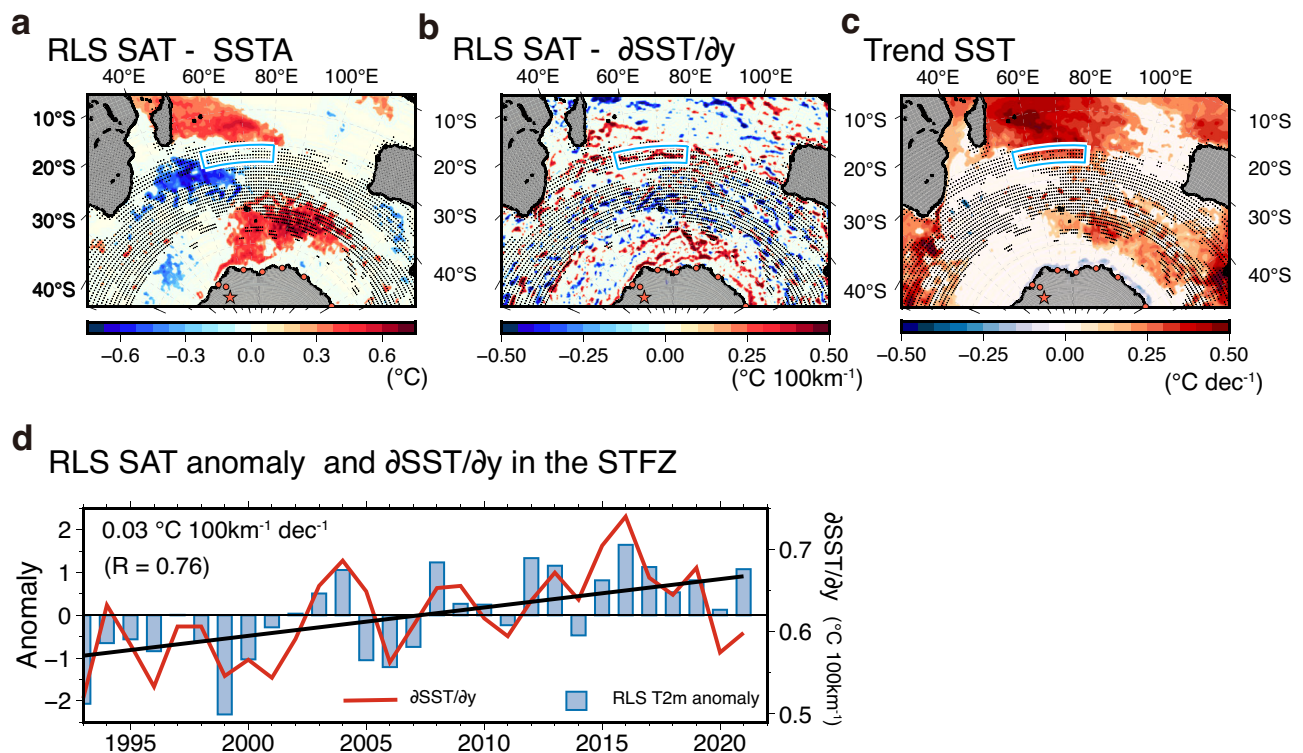 a
RLS SAT - SSTA
40°E 60°E 80°E 100°E
10°S
20°S
30°S
40°S
−0.6 −0.3 0.0 0.3 0.6
(°C)
b
RLS SAT - ∂SST/∂y
40°E 60°E 80°E 100°E
10°S
20°S
30°S
40°S
−0.50 −0.25 0.00 0.25 0.50
(°C 100km⁻¹)
c
Trend SST
40°E 60°E 80°E 100°E
10°S
20°S
30°S
40°S
−0.50 −0.25 0.00 0.25 0.50
(°C dec⁻¹)
d
RLS SAT anomaly and ∂SST/∂y in the STFZ
0.03 °C 100km⁻¹ dec⁻¹
(R = 0.76)
Anomaly
2
1
0
−1
−2
∂SST/∂y
RLS T2m anomaly
0.7
0.6
0.5
∂SST/∂y (°C 100km⁻¹)
1995 2000 2005 2010 2015 2020